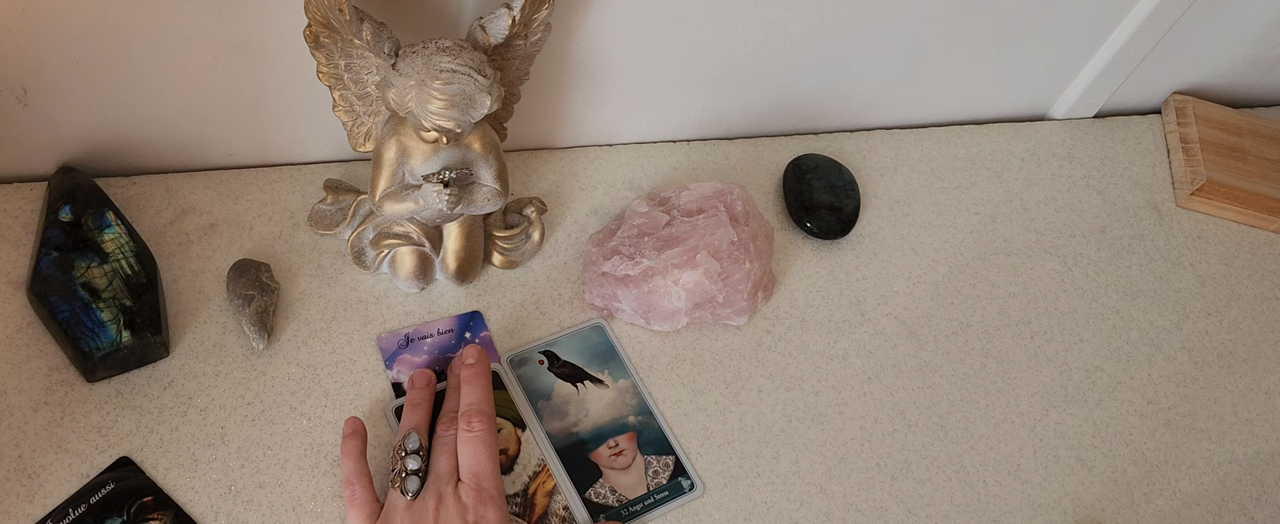 Je vais bien
32 Angst und Stress
évolue aussi